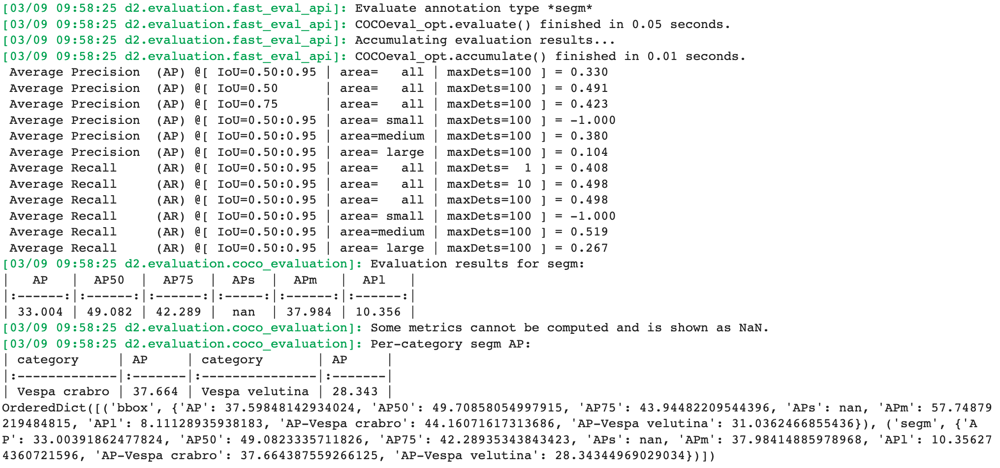 [03/09 09:58:25 d2.evaluation.fast_eval_api]: Evaluate annotation type *segm*
[03/09 09:58:25 d2.evaluation.fast_eval_api]: COCOeval_opt.evaluate() finished in 0.05 seconds.
[03/09 09:58:25 d2.evaluation.fast_eval_api]: Accumulating evaluation results...
[03/09 09:58:25 d2.evaluation.fast_eval_api]: COCOeval_opt.accumulate() finished in 0.01 seconds.
 Average Precision  (AP) @[ IoU=0.50:0.95 | area=   all | maxDets=100 ] = 0.330
 Average Precision  (AP) @[ IoU=0.50      | area=   all | maxDets=100 ] = 0.491
 Average Precision  (AP) @[ IoU=0.75      | area=   all | maxDets=100 ] = 0.423
 Average Precision  (AP) @[ IoU=0.50:0.95 | area= small | maxDets=100 ] = -1.000
 Average Precision  (AP) @[ IoU=0.50:0.95 | area=medium | maxDets=100 ] = 0.380
 Average Precision  (AP) @[ IoU=0.50:0.95 | area= large | maxDets=100 ] = 0.104
 Average Recall     (AR) @[ IoU=0.50:0.95 | area=   all | maxDets=  1 ] = 0.408
 Average Recall     (AR) @[ IoU=0.50:0.95 | area=   all | maxDets= 10 ] = 0.498
 Average Recall     (AR) @[ IoU=0.50:0.95 | area=   all | maxDets=100 ] = 0.498
 Average Recall     (AR) @[ IoU=0.50:0.95 | area= small | maxDets=100 ] = -1.000
 Average Recall     (AR) @[ IoU=0.50:0.95 | area=medium | maxDets=100 ] = 0.519
 Average Recall     (AR) @[ IoU=0.50:0.95 | area= large | maxDets=100 ] = 0.267
[03/09 09:58:25 d2.evaluation.coco_evaluation]: Evaluation results for segm:
|   AP   |  AP50  |  AP75  |  APs  |  APm   |  APl   |
|:------:|:------:|:------:|:-----:|:------:|:------:|
| 33.004 | 49.082 | 42.289 |  nan  | 37.984 | 10.356 |
[03/09 09:58:25 d2.evaluation.coco_evaluation]: Some metrics cannot be computed and is shown as NaN.
[03/09 09:58:25 d2.evaluation.coco_evaluation]: Per-category segm AP:
| category     | AP     | category       | AP     |
|:-------------|:-------|:---------------|:-------|
| Vespa crabro | 37.664 | Vespa velutina | 28.343 |
OrderedDict([('bbox', {'AP': 37.59848142934024, 'AP50': 49.70858054997915, 'AP75': 43.94482209544396, 'APs': nan, 'APm': 57.74879
219484815, 'APl': 8.11128935938183, 'AP-Vespa crabro': 44.16071617313686, 'AP-Vespa velutina': 31.0362466855436}), ('segm', {'A
P': 33.00391862477824, 'AP50': 49.0823335711826, 'AP75': 42.28935343843423, 'APs': nan, 'APm': 37.98414885978968, 'APl': 10.35627
4360721596, 'AP-Vespa crabro': 37.664387559266125, 'AP-Vespa velutina': 28.34344969029034})])